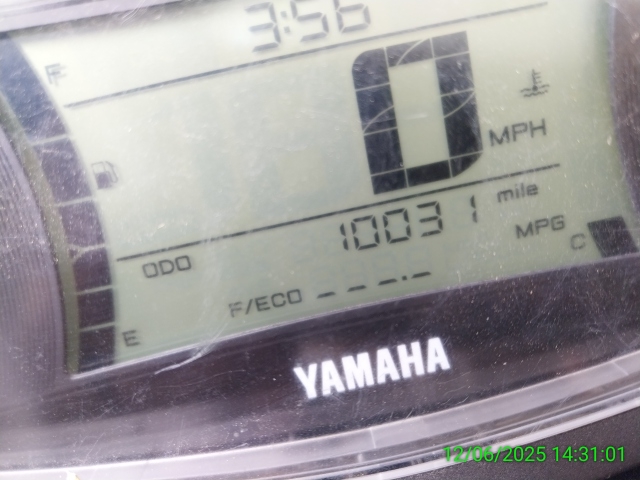 3:56
F
0
MPH
ODO
10031 mile
MPG
C
F/ECO ---.-
E
YAMAHA
12/06/2025 14:31:01